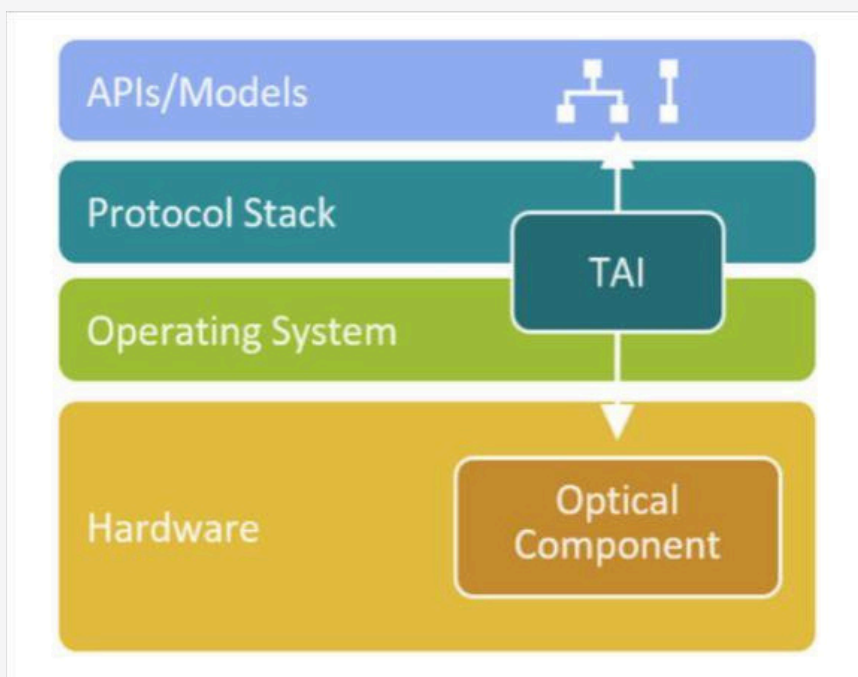 APIs/Models
Protocol Stack
TAI
Operating System
Hardware
Optical
Component